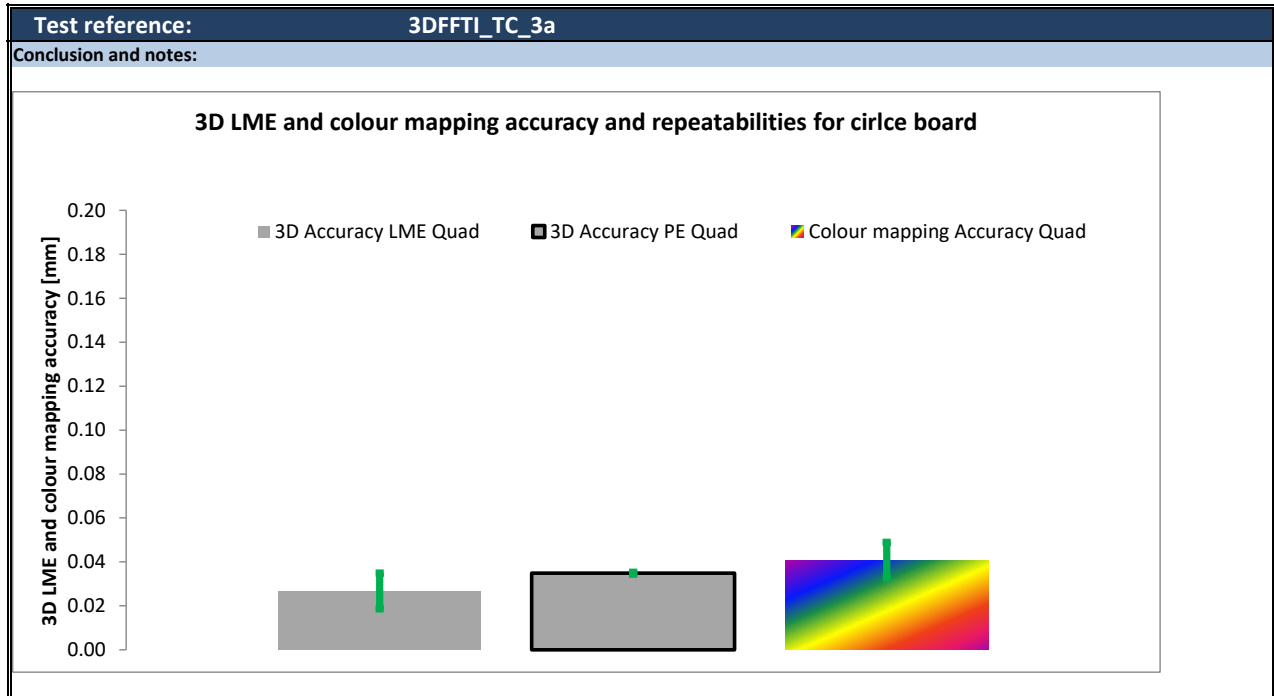 Test reference: 3DFFTI_TC_3a
Conclusion and notes:
3D LME and colour mapping accuracy and repeatabilities for cirlce board
3D Accuracy LME Quad 3D Accuracy PE Quad Colour mapping Accuracy Quad
3D LME and colour mapping accuracy [mm]
0.20
0.18
0.16
0.14
0.12
0.10
0.08
0.06
0.04
0.02
0.00